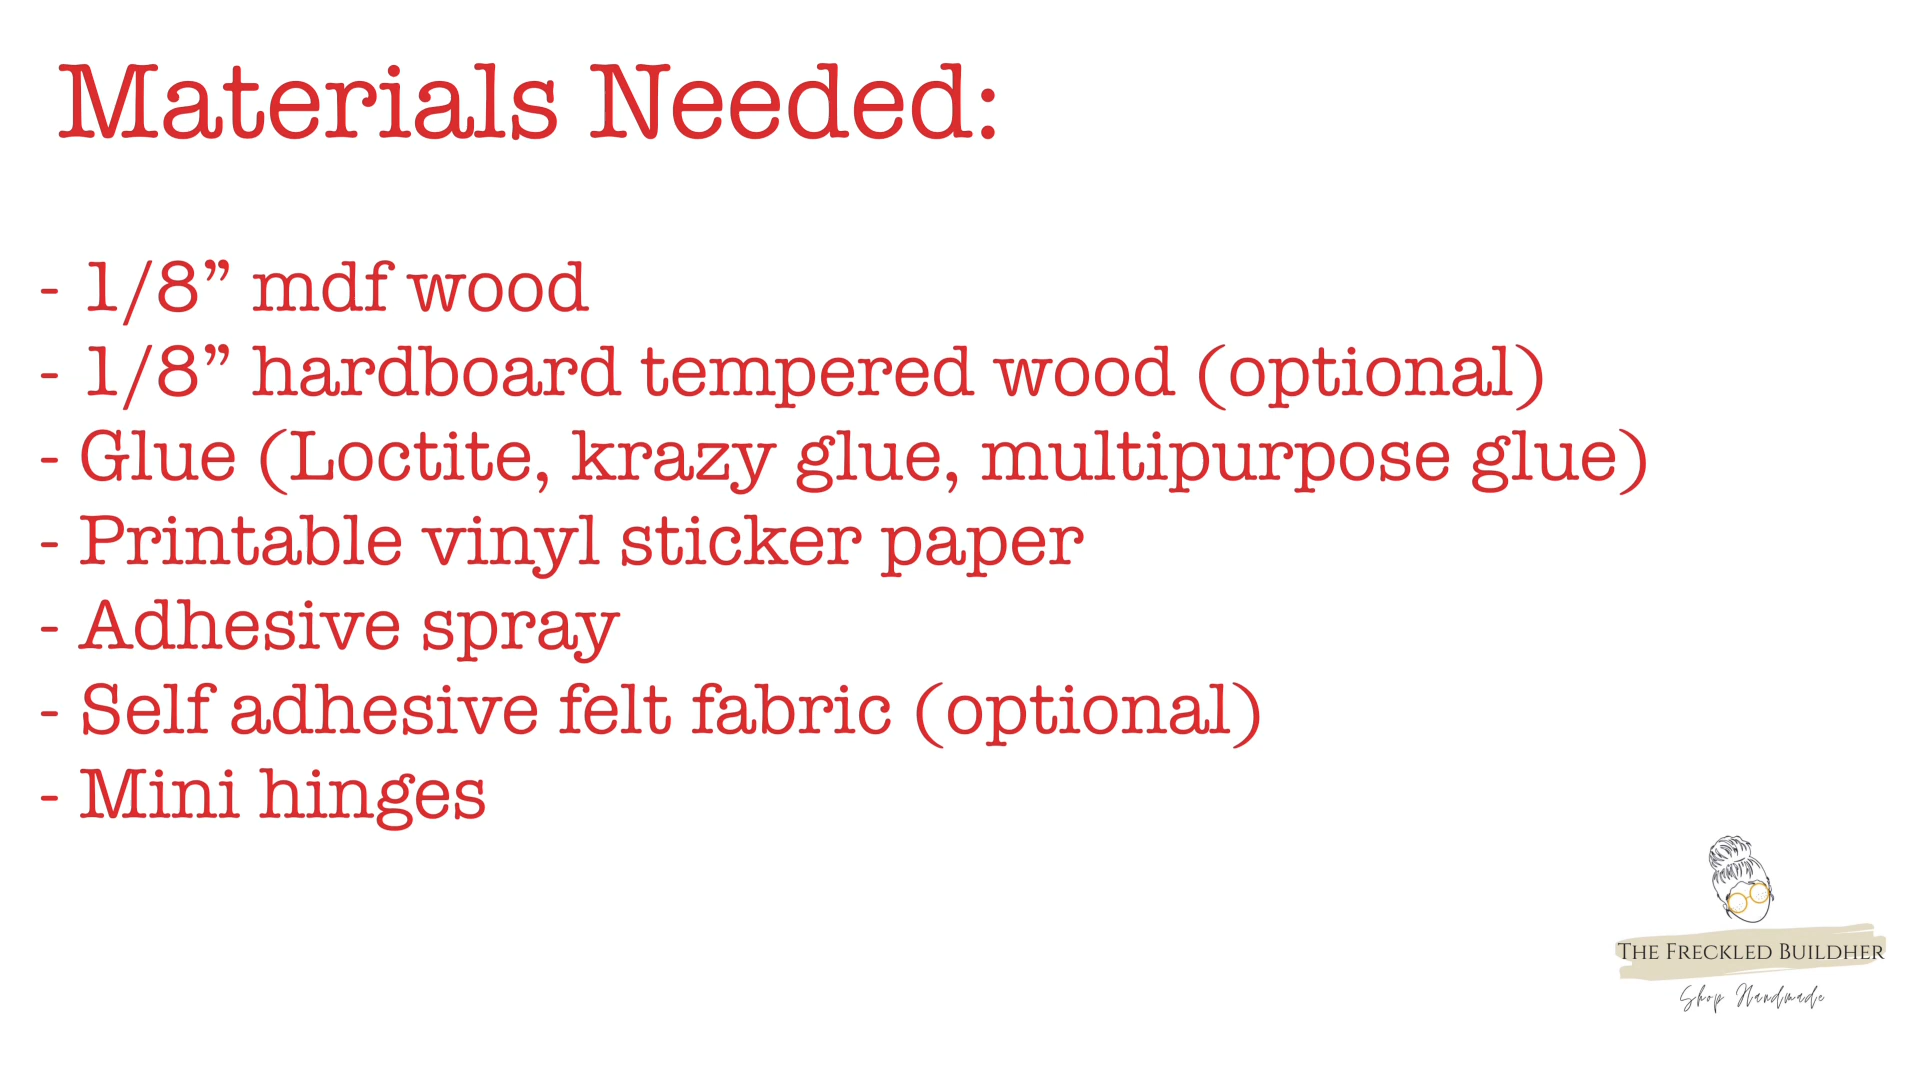 Materials Needed:
- 1/8” mdf wood
- 1/8” hardboard tempered wood (optional)
- Glue (Loctite, krazy glue, multipurpose glue)
- Printable vinyl sticker paper
- Adhesive spray
- Self adhesive felt fabric (optional)
- Mini hinges
THE FRECKLED BUILDHER
Shop Handmade